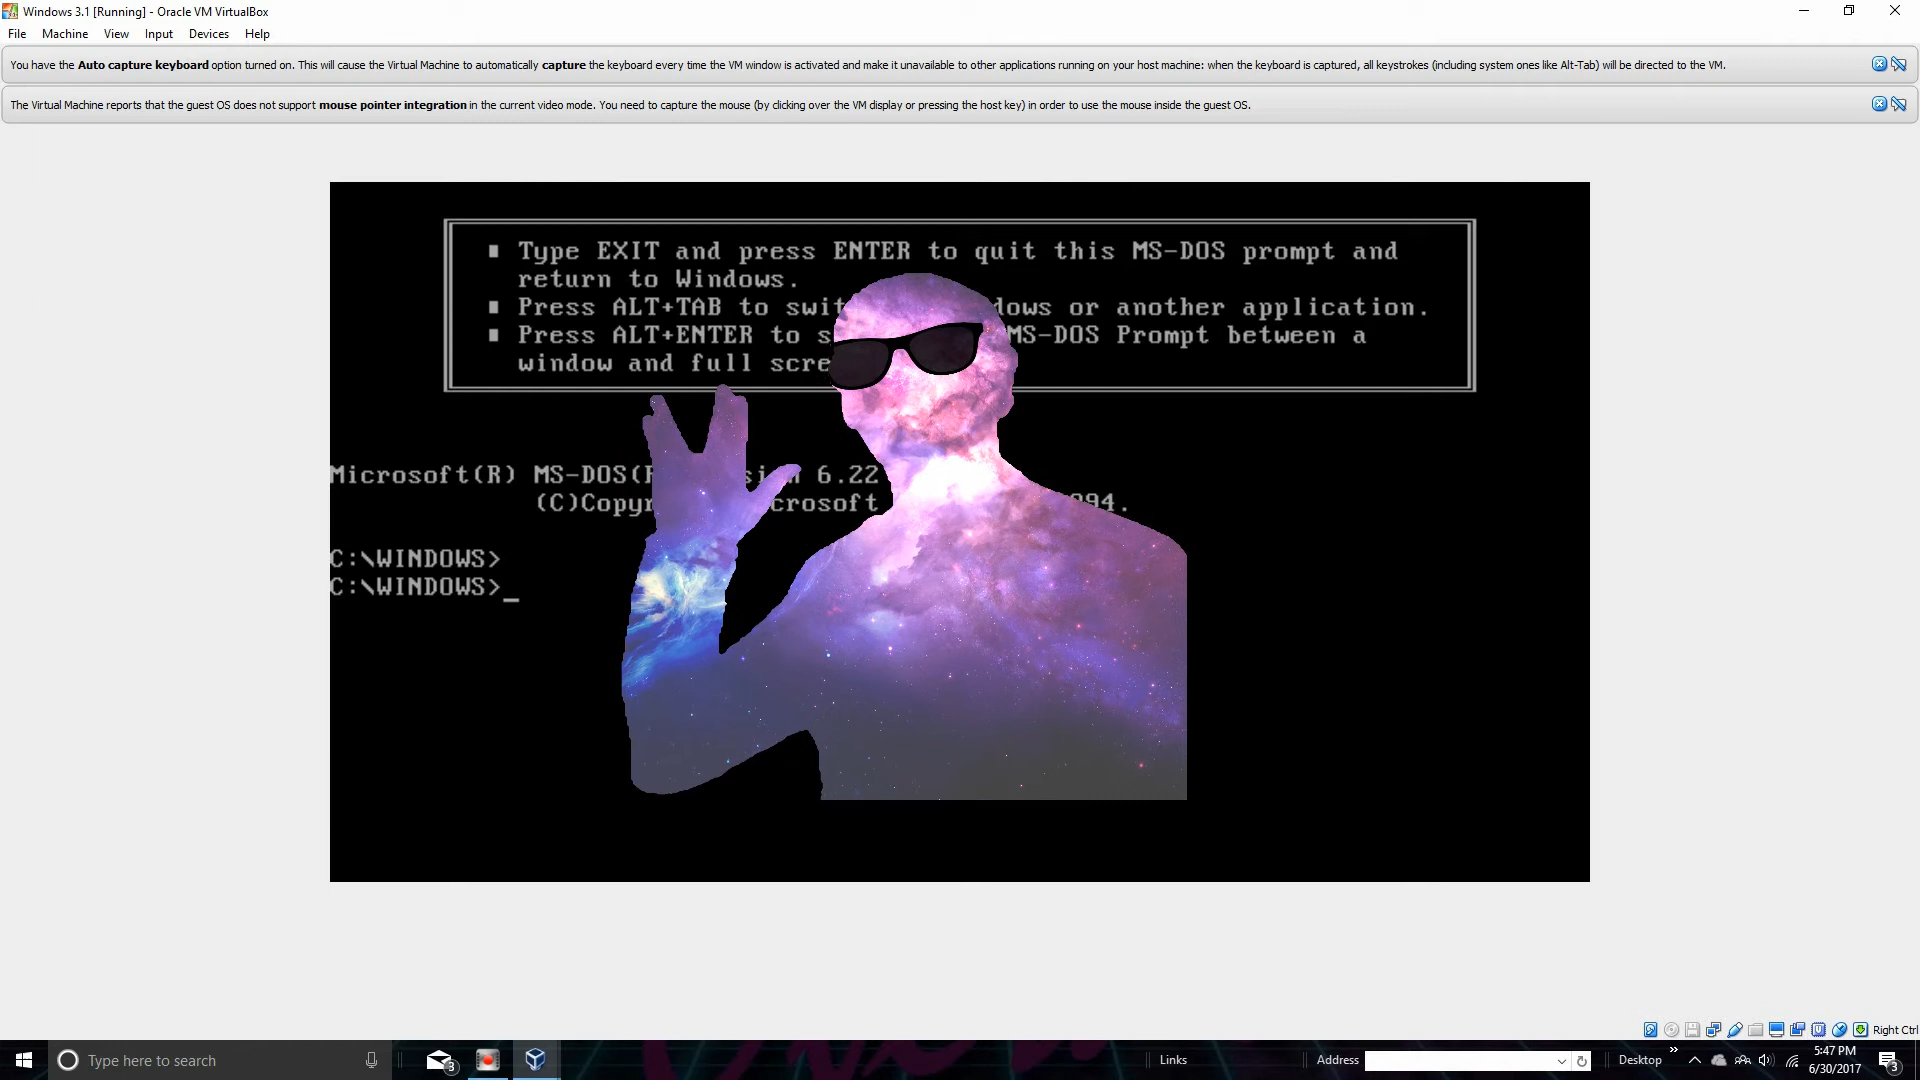 Windows 3.1 [Running] - Oracle VM VirtualBox
File Machine View Input Devices Help
You have the Auto capture keyboard option turned on. This will cause the Virtual Machine to automatically capture the keyboard every time the VM window is activated and make it unavailable to other applications running on your host machine: when the keyboard is captured, all keystrokes (including system ones like Alt-Tab) will be directed to the VM.
The Virtual Machine reports that the guest OS does not support mouse pointer integration in the current video mode. You need to capture the mouse (by clicking over the VM display or pressing the host key) in order to use the mouse inside the guest OS.
Type EXIT and press ENTER to quit this MS-DOS prompt and
return to Windows.
Press ALT+TAB to swit dows or another application.
Press ALT+ENTER to s MS-DOS Prompt between a
window and full scre
Microsoft(R) MS-DOS( 6.22
(C)Copyr crosoft 994.
C:\WINDOWS>
C:\WINDOWS>_
Right Ctrl
Type here to search 3 Links Address Desktop » 5:47 PM 3
6/30/2017